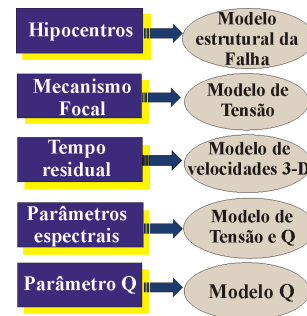 Hipocentros
Modelo
estrutural da
Falha
Mecanismo
Focal
Modelo de
Tensão
Tempo
residual
Modelo de
velocidades 3-D
Parâmetros
espectrais
Modelo de
Tensão e Q
Parâmetro Q
Modelo Q